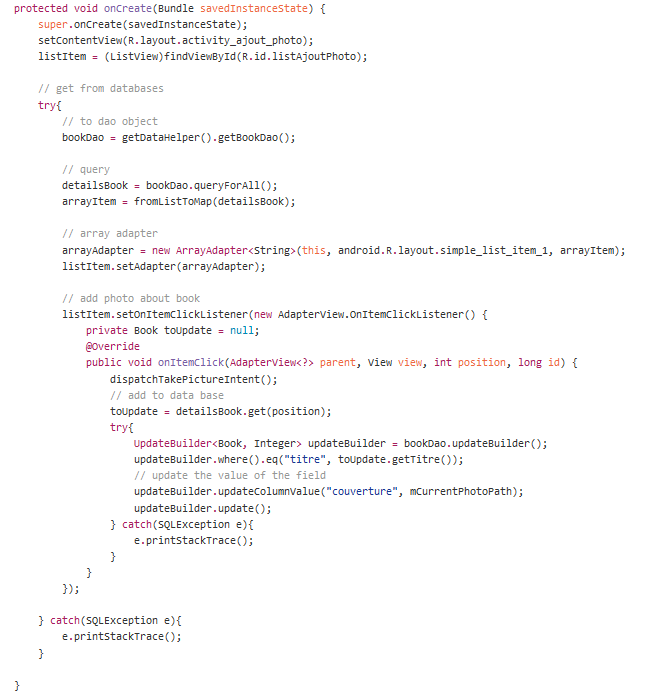 protected void onCreate(Bundle savedInstanceState) {
    super.onCreate(savedInstanceState);
    setContentView(R.layout.activity_ajout_photo);
    listItem = (ListView)findViewById(R.id.listAjoutPhoto);

    // get from databases
    try{
        // to dao object
        bookDao = getDataHelper().getBookDao();

        // query
        detailsBook = bookDao.queryForAll();
        arrayItem = fromListToMap(detailsBook);

        // array adapter
        arrayAdapter = new ArrayAdapter<String>(this, android.R.layout.simple_list_item_1, arrayItem);
        listItem.setAdapter(arrayAdapter);

        // add photo about book
        listItem.setOnItemClickListener(new AdapterView.OnItemClickListener() {
            private Book toUpdate = null;
            @Override
            public void onItemClick(AdapterView<?> parent, View view, int position, long id) {
                dispatchTakePictureIntent();
                // add to data base
                toUpdate = detailsBook.get(position);
                try{
                    UpdateBuilder<Book, Integer> updateBuilder = bookDao.updateBuilder();
                    updateBuilder.where().eq("titre", toUpdate.getTitre());
                    // update the value of the field
                    updateBuilder.updateColumnValue("couverture", mCurrentPhotoPath);
                    updateBuilder.update();
                } catch(SQLException e){
                    e.printStackTrace();
                }
            }
        });

    } catch(SQLException e){
        e.printStackTrace();
    }

}